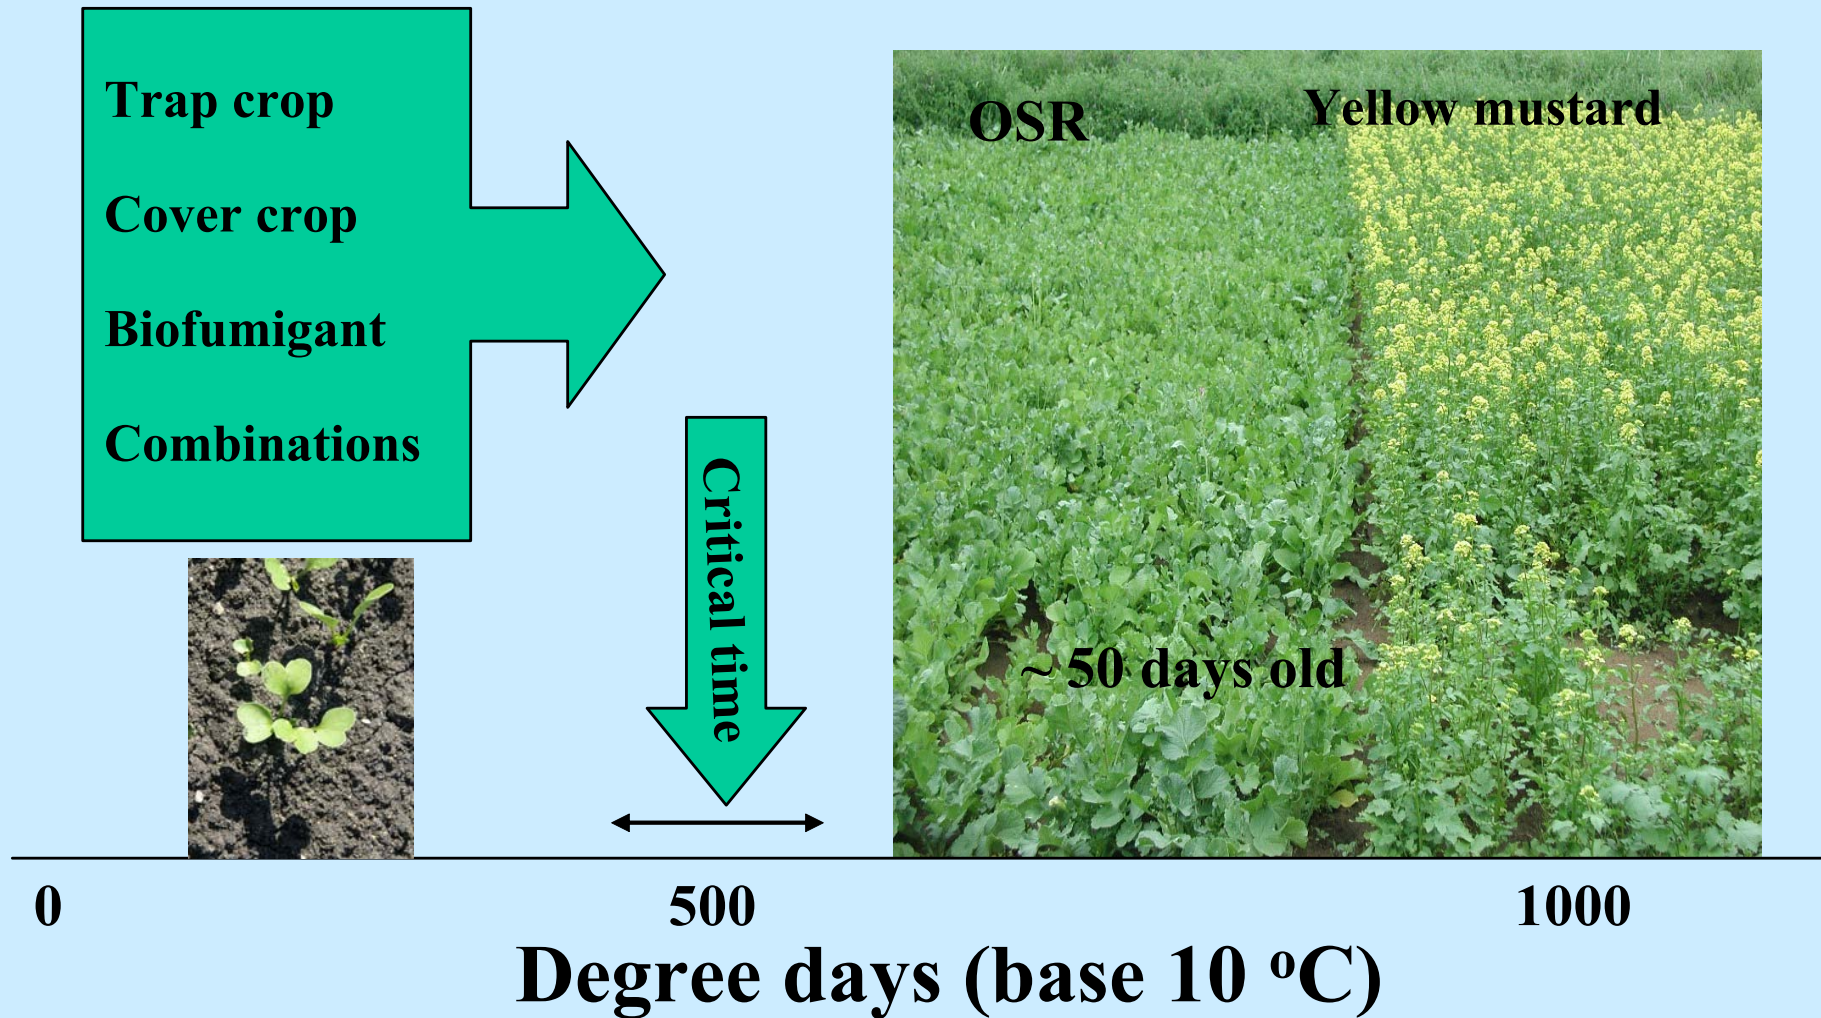 Trap crop
Cover crop
Biofumigant
Combinations
OSR
Yellow mustard
Critical time
~ 50 days old
0
500
1000
Degree days (base 10 ºC)